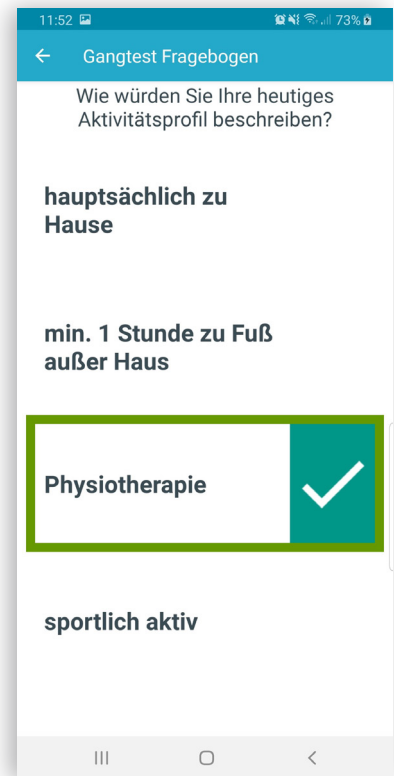 11:52 73%
Gangtest Fragebogen
Wie würden Sie Ihre heutiges
Aktivitätsprofil beschreiben?
hauptsächlich zu
Hause
min. 1 Stunde zu Fuß
außer Haus
Physiotherapie
sportlich aktiv